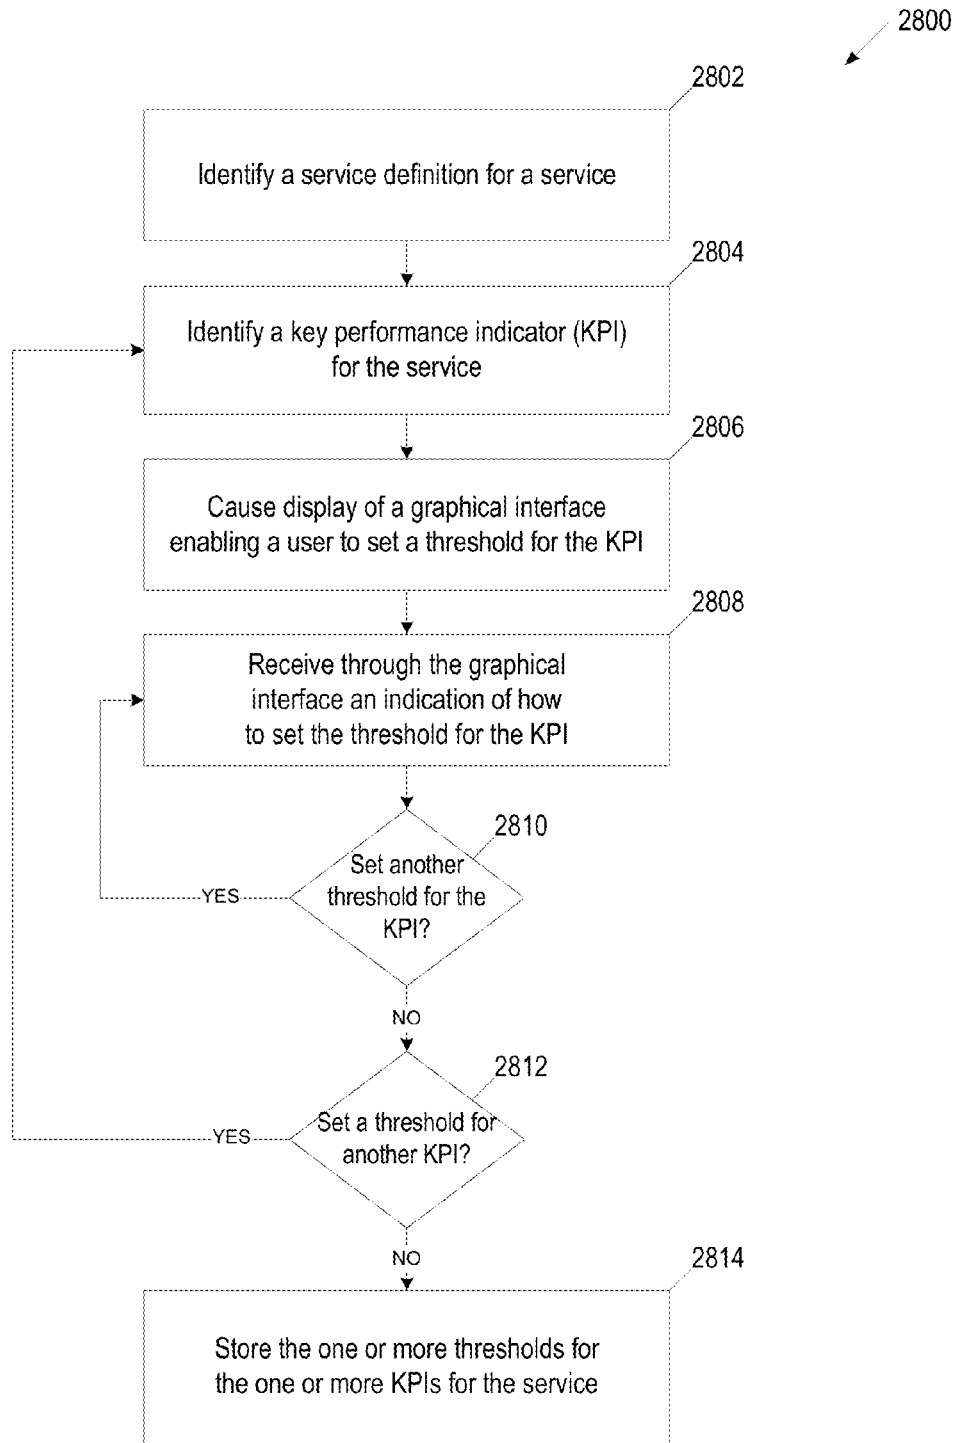 2800
2802
Identify a service definition for a service
2804
Identify a key performance indicator (KPI)
for the service
2806
Cause display of a graphical interface
enabling a user to set a threshold for the KPI
2808
Receive through the graphical
interface an indication of how
to set the threshold for the KPI
2810
Set another
threshold for the
KPI?
YES
NO
2812
Set a threshold for
another KPI?
YES
NO
2814
Store the one or more thresholds for
the one or more KPIs for the service